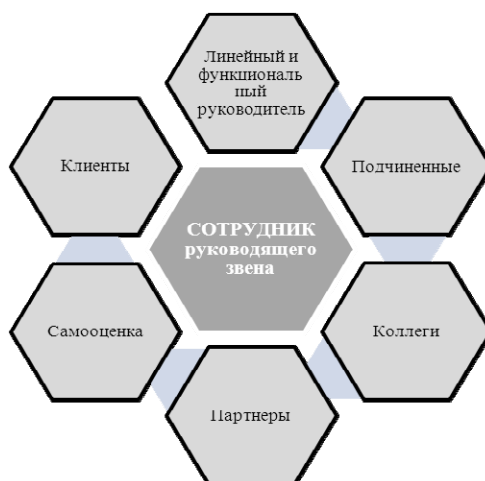 Линейный и
функциональ
ный
руководитель
Клиенты
Подчиненные
СОТРУДНИК
руководящего
звена
Самооценка
Коллеги
Партнеры